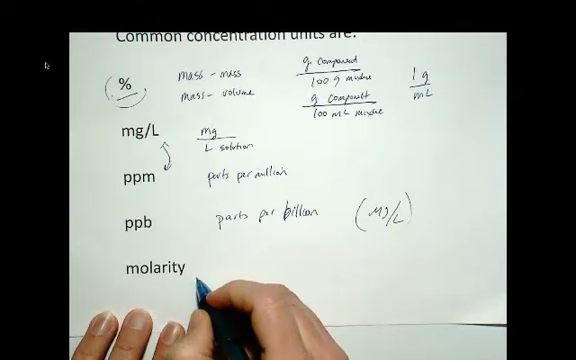 Common concentration units are:
% mass - mass g compound / 100 g mixture 1 g / mL
mass - volume g compound / 100 mL mixture
mg/L mg / L solution
ppm parts per million
ppb parts per billion (µg/L)
molarity